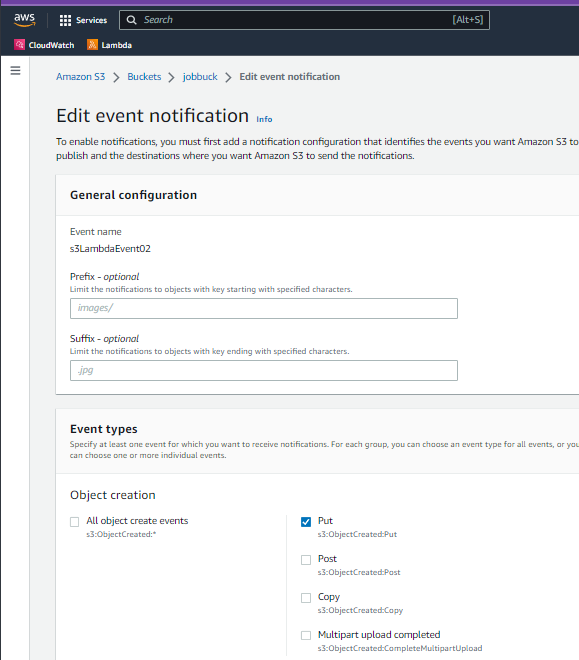 aws Services Search [Alt+S]
CloudWatch Lambda
Amazon S3 > Buckets > jobbuck > Edit event notification
Edit event notification Info
To enable notifications, you must first add a notification configuration that identifies the events you want Amazon S3 to
publish and the destinations where you want Amazon S3 to send the notifications.
General configuration
Event name
s3LambdaEvent02
Prefix - optional
Limit the notifications to objects with key starting with specified characters.
images/
Suffix - optional
Limit the notifications to objects with key ending with specified characters.
.jpg
Event types
Specify at least one event for which you want to receive notifications. For each group, you can choose an event type for all events, or you
can choose one or more individual events.
Object creation
All object create events
s3:ObjectCreated:*
Put
s3:ObjectCreated:Put
Post
s3:ObjectCreated:Post
Copy
s3:ObjectCreated:Copy
Multipart upload completed
s3:ObjectCreated:CompleteMultipartUpload